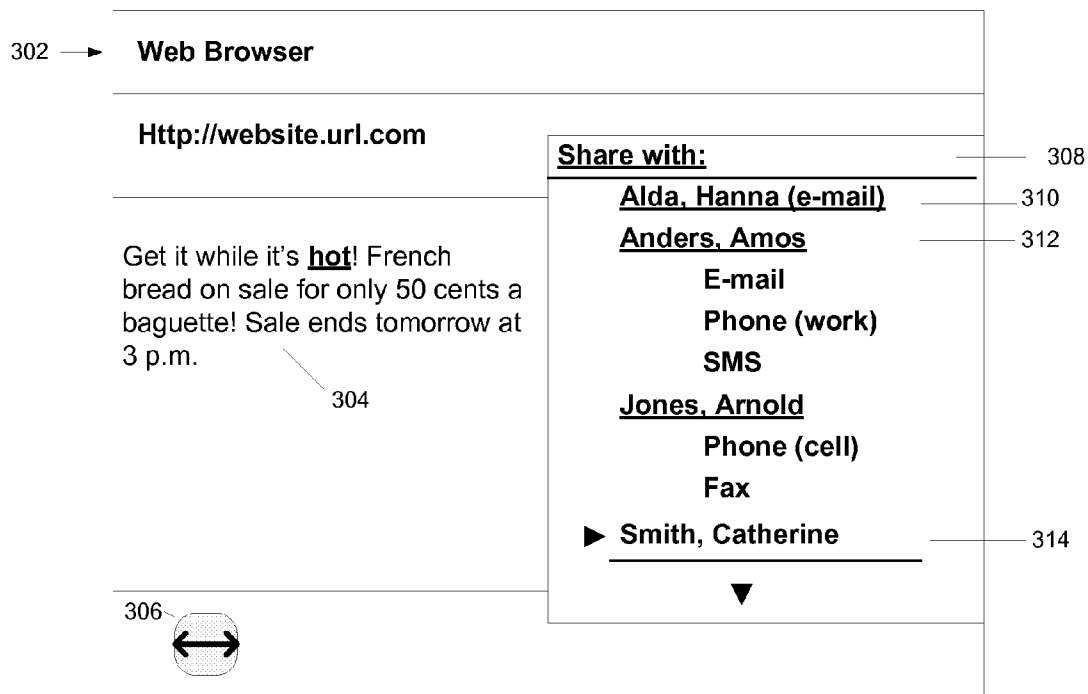 302
Web Browser
Http://website.url.com
Share with:
308
Alda, Hanna (e-mail)
310
Anders, Amos
312
E-mail
Phone (work)
SMS
Jones, Arnold
Phone (cell)
Fax
Smith, Catherine
314
Get it while it's hot! French
bread on sale for only 50 cents a
baguette! Sale ends tomorrow at
3 p.m.
304
306